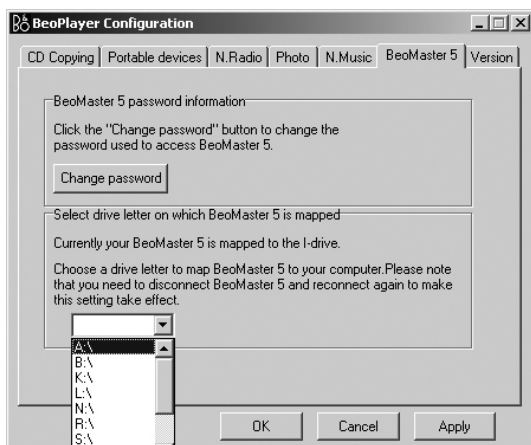 BeoPlayer Configuration
CD Copying Portable devices N.Radio Photo N.Music BeoMaster 5 Version
BeoMaster 5 password information
Click the "Change password" button to change the
password used to access BeoMaster 5.
Change password
Select drive letter on which BeoMaster 5 is mapped
Currently your BeoMaster 5 is mapped to the I-drive.
Choose a drive letter to map BeoMaster 5 to your computer.Please note
that you need to disconnect BeoMaster 5 and reconnect again to make
this setting take effect.
A:\
B:\
K:\
L:\
N:\
R:\
S:\
OK Cancel Apply